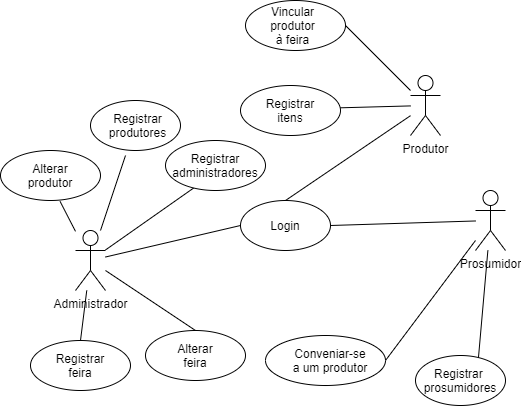 Vincular
produtor
à feira
Registrar
itens
Produtor
Registrar
produtores
Registrar
administradores
Alterar
produtor
Login
Prosumidor
Administrador
Registrar
feira
Alterar
feira
Conveniar-se
a um produtor
Registrar
prosumidores